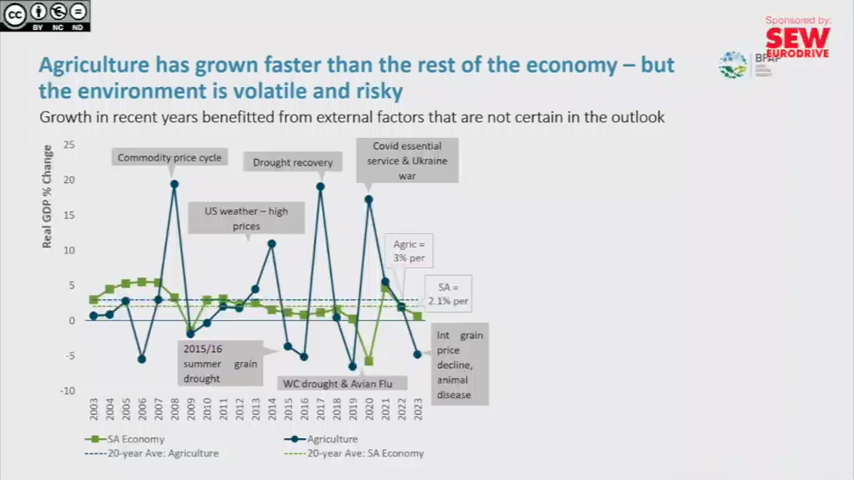 cc
BY NC ND
Sponsored by:
SEW
EURODRIVE
Agriculture has grown faster than the rest of the economy – but
the environment is volatile and risky
Growth in recent years benefitted from external factors that are not certain in the outlook
Real GDP % Change
25
20
15
10
5
0
-5
-10
Commodity price cycle
Drought recovery
Covid essential
service & Ukraine
war
US weather – high
prices
Agric =
3% per
SA =
2.1% per
2015/16
summer grain
drought
WC drought & Avian Flu
Int grain
price
decline,
animal
disease
2003 2004 2005 2006 2007 2008 2009 2010 2011 2012 2013 2014 2015 2016 2017 2018 2019 2020 2021 2022 2023
SA Economy
Agriculture
20-year Ave: Agriculture
20-year Ave: SA Economy